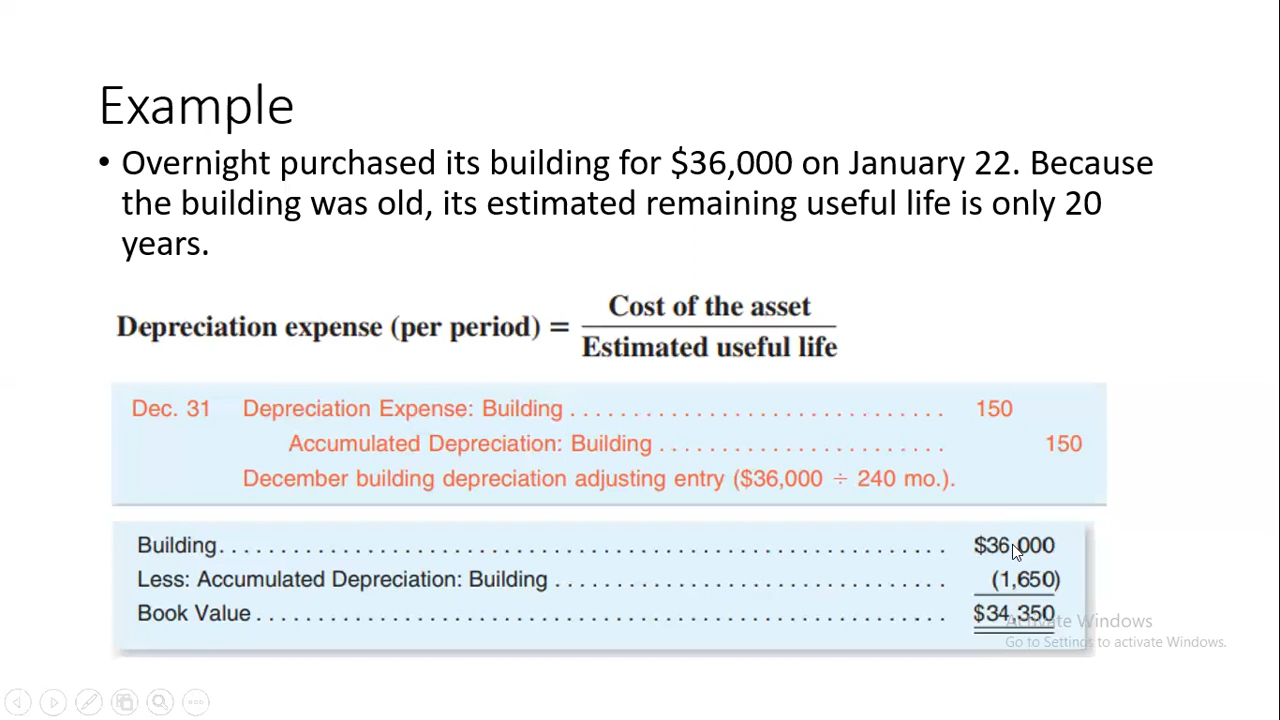 Example
• Overnight purchased its building for $36,000 on January 22. Because
the building was old, its estimated remaining useful life is only 20
years.
Depreciation expense (per period) = Cost of the asset
Estimated useful life
Dec. 31 Depreciation Expense: Building . . . . . . . . . . . . . . . . . . . . . . . . . . . . . . 150
Accumulated Depreciation: Building . . . . . . . . . . . . . . . . . . . . . . . 150
December building depreciation adjusting entry ($36,000 ÷ 240 mo.).
Building . . . . . . . . . . . . . . . . . . . . . . . . . . . . . . . . . . . . . . . . . . . . . . . . . . . . . . . . . $36,000
Less: Accumulated Depreciation: Building . . . . . . . . . . . . . . . . . . . . . . . . . . . . . . . (1,650)
Book Value . . . . . . . . . . . . . . . . . . . . . . . . . . . . . . . . . . . . . . . . . . . . . . . . . . . . . . $34,350
Activate Windows
Go to Settings to activate Windows.